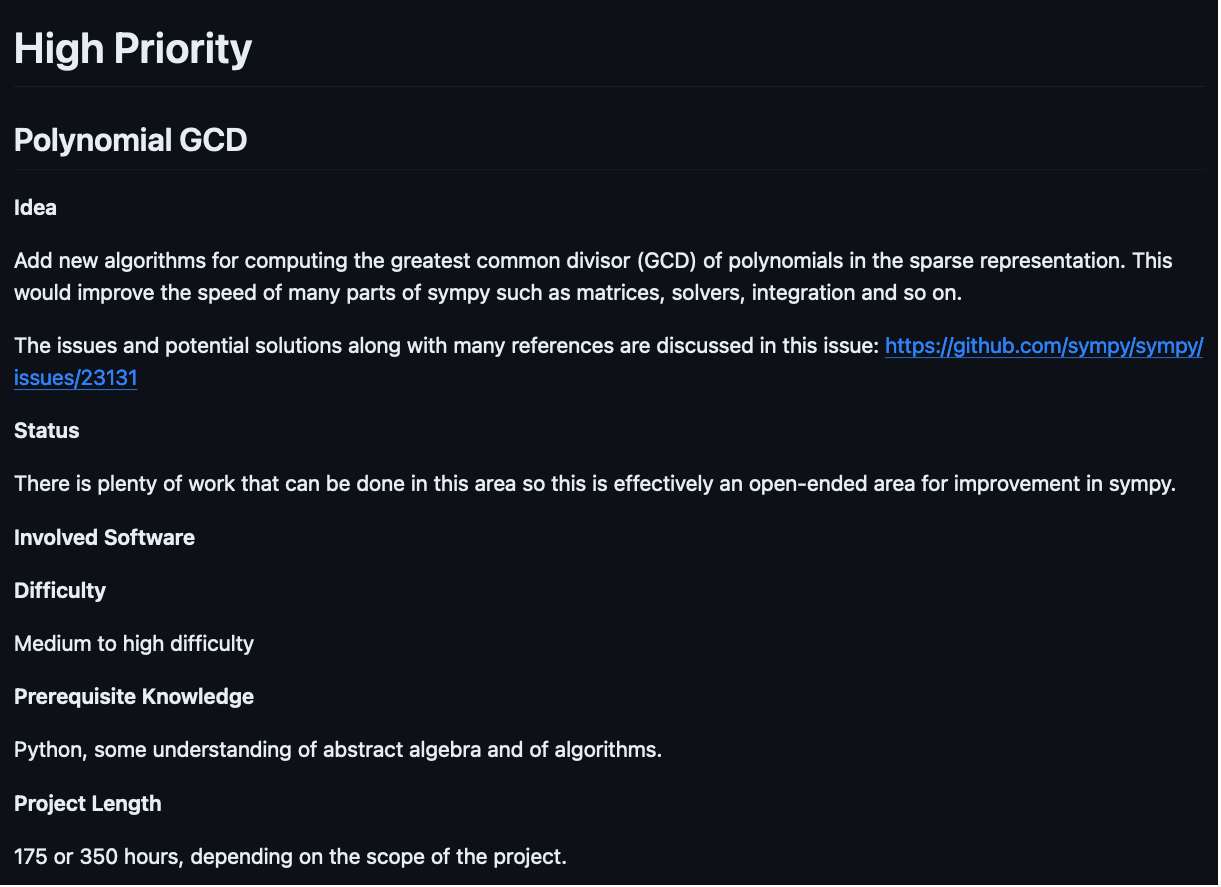 High Priority
Polynomial GCD
Idea
Add new algorithms for computing the greatest common divisor (GCD) of polynomials in the sparse representation. This
would improve the speed of many parts of sympy such as matrices, solvers, integration and so on.
The issues and potential solutions along with many references are discussed in this issue: https://github.com/sympy/sympy/
issues/23131
Status
There is plenty of work that can be done in this area so this is effectively an open-ended area for improvement in sympy.
Involved Software
Difficulty
Medium to high difficulty
Prerequisite Knowledge
Python, some understanding of abstract algebra and of algorithms.
Project Length
175 or 350 hours, depending on the scope of the project.